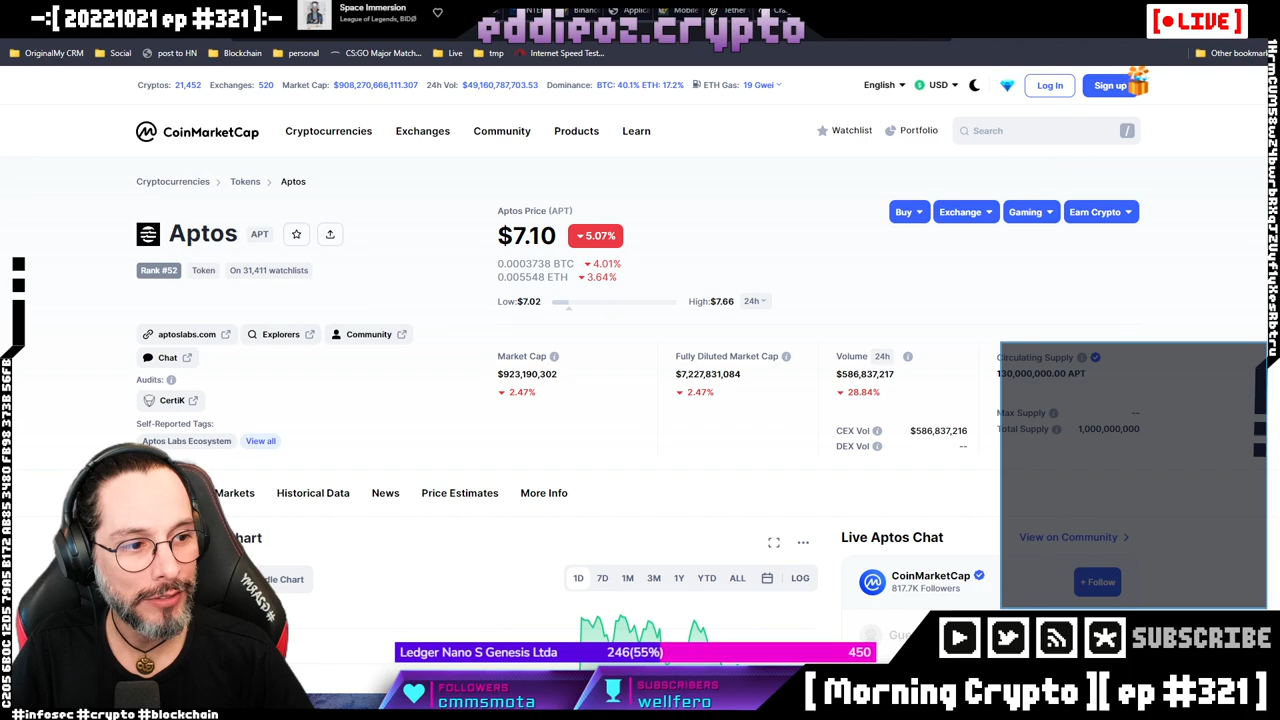 -:[ 20221021 ep #321]:-
Space Immersion
League of Legends, BIDØ
eddieoz.crypto
[●LIVE]
OriginalMy CRM
Social
post to HN
Blockchain
personal
CS:GO Major Match...
Live
tmp
Internet Speed Test...
Other bookmar
Cryptos: 21,452 Exchanges: 520 Market Cap: $908,270,666,111.307 24h Vol: $49,160,787,703.53 Dominance: BTC: 40.1% ETH: 17.2% ETH Gas: 19 Gwei
English USD Log In Sign up
CoinMarketCap Cryptocurrencies Exchanges Community Products Learn
Watchlist Portfolio Search /
Cryptocurrencies > Tokens > Aptos
Aptos APT
Rank #52 Token On 31,411 watchlists
Aptos Price (APT)
$7.10 5.07%
0.0003738 BTC 4.01%
0.005548 ETH 3.64%
Low: $7.02 High: $7.66 24h
Buy Exchange Gaming Earn Crypto
aptoslabs.com Explorers Community
Chat
Audits:
CertiK
Self-Reported Tags:
Aptos Labs Ecosystem View all
Market Cap
$923,190,302
2.47%
Fully Diluted Market Cap
$7,227,831,084
2.47%
Volume 24h
$586,837,217
28.84%
CEX Vol $586,837,216
DEX Vol --
Circulating Supply
130,000,000.00 APT
Max Supply --
Total Supply 1,000,000,000
Markets Historical Data News Price Estimates More Info
hart
dle Chart
1D 7D 1M 3M 1Y YTD ALL LOG
Live Aptos Chat
View on Community >
CoinMarketCap
817.7K Followers
+ Follow
Ledger Nano S Genesis Ltda 246(55%) 450
FOLLOWERS
cmmsmota
SUBSCRIBERS
wellfero
SUBSCRIBE
[Morning Crypto][ep #321]
#infosec #crypto #blockchain